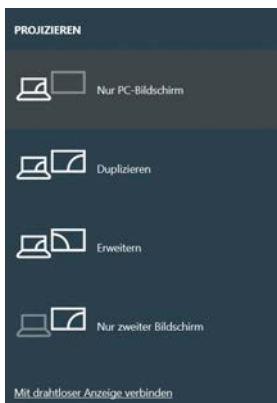 PROJIZIEREN
Nur PC-Bildschirm
Duplizieren
Erweitern
Nur zweiter Bildschirm
Mit drahtloser Anzeige verbinden